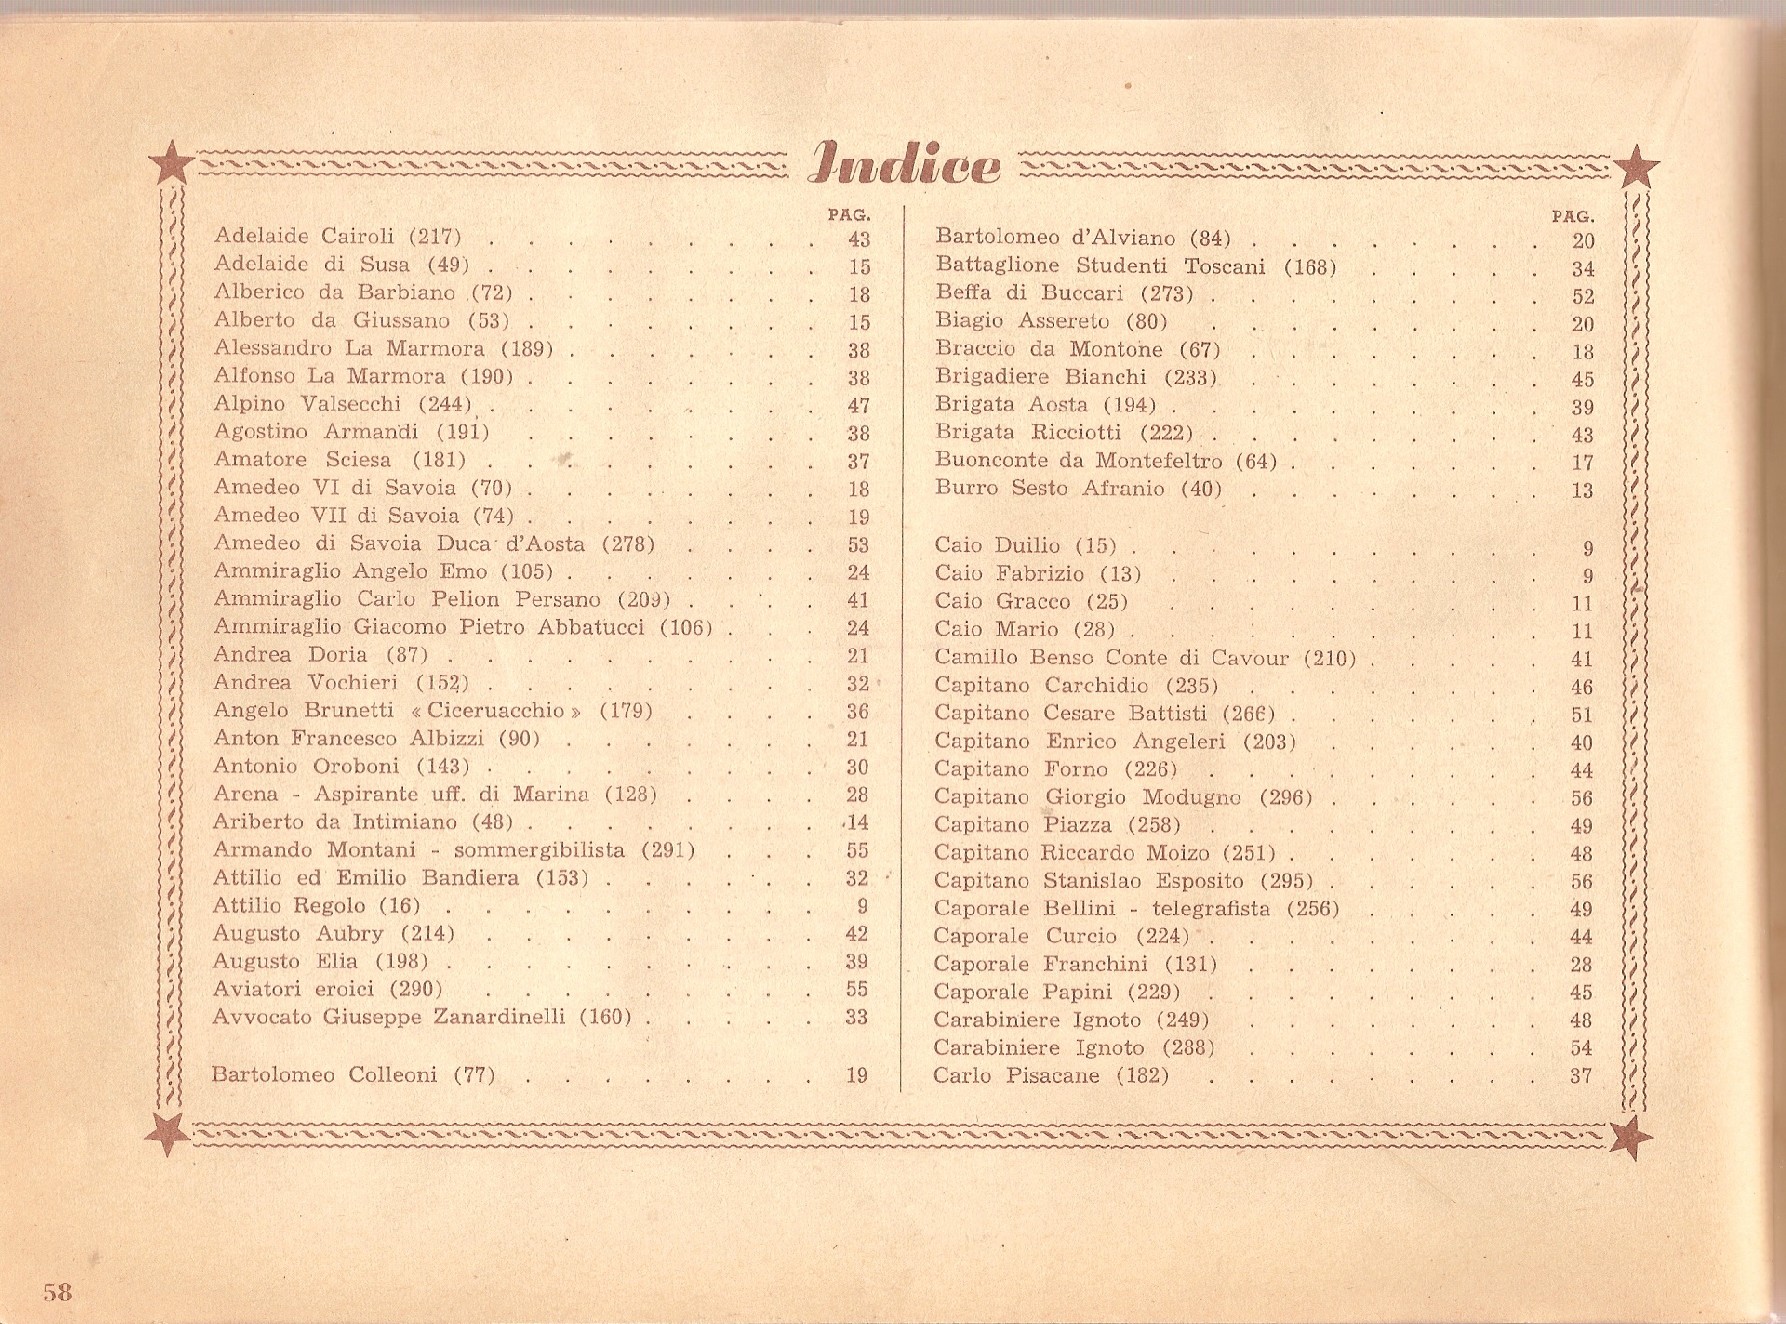 Indice
PAG.
Adelaide Cairoli (217) . . . . . . . . . 43
Adelaide di Susa (49) . . . . . . . . . 15
Alberico da Barbiano (72) . . . . . . . . 18
Alberto da Giussano (53) . . . . . . . . 15
Alessandro La Marmora (189) . . . . . . . 38
Alfonso La Marmora (190) . . . . . . . . 38
Alpino Valsecchi (244) . . . . . . . . . 47
Agostino Armandi (191) . . . . . . . . 38
Amatore Sciesa (181) . . . . . . . . . 37
Amedeo VI di Savoia (70) . . . . . . . . 18
Amedeo VII di Savoia (74) . . . . . . . . 19
Amedeo di Savoia Duca d'Aosta (278) . . . . 53
Ammiraglio Angelo Emo (105) . . . . . . . 24
Ammiraglio Carlo Pelion Persano (209) . . . . 41
Ammiraglio Giacomo Pietro Abbatucci (106) . . . 24
Andrea Doria (87) . . . . . . . . . . 21
Andrea Vochieri (152) . . . . . . . . . 32
Angelo Brunetti « Ciceruacchio » (179) . . . . 36
Anton Francesco Albizzi (90) . . . . . . . 21
Antonio Oroboni (143) . . . . . . . . . 30
Arena - Aspirante uff. di Marina (128) . . . . 28
Ariberto da Intimiano (48) . . . . . . . . 14
Armando Montani - sommergibilista (291) . . . 55
Attilio ed Emilio Bandiera (153) . . . . . . 32
Attilio Regolo (16) . . . . . . . . . . 9
Augusto Aubry (214) . . . . . . . . . 42
Augusto Elia (198) . . . . . . . . . . 39
Aviatori eroici (290) . . . . . . . . . 55
Avvocato Giuseppe Zanardinelli (160) . . . . . 33
Bartolomeo Colleoni (77) . . . . . . . . 19
PAG.
Bartolomeo d'Alviano (84) . . . . . . . . 20
Battaglione Studenti Toscani (168) . . . . . 34
Beffa di Buccari (273) . . . . . . . . . 52
Biagio Assereto (80) . . . . . . . . . 20
Braccio da Montone (67) . . . . . . . . 18
Brigadiere Bianchi (233) . . . . . . . . 45
Brigata Aosta (194) . . . . . . . . . . 39
Brigata Ricciotti (222) . . . . . . . . . 43
Buonconte da Montefeltro (64) . . . . . . . 17
Burro Sesto Afranio (40) . . . . . . . . 13
Caio Duilio (15) . . . . . . . . . . . 9
Caio Fabrizio (13) . . . . . . . . . . 9
Caio Gracco (25) . . . . . . . . . . 11
Caio Mario (28) . . . . . . . . . . . 11
Camillo Benso Conte di Cavour (210) . . . . . 41
Capitano Carchidio (235) . . . . . . . . 46
Capitano Cesare Battisti (266) . . . . . . . 51
Capitano Enrico Angeleri (203) . . . . . . 40
Capitano Forno (226) . . . . . . . . . 44
Capitano Giorgio Modugno (296) . . . . . . 56
Capitano Piazza (258) . . . . . . . . . 49
Capitano Riccardo Moizo (251) . . . . . . . 48
Capitano Stanislao Esposito (295) . . . . . . 56
Caporale Bellini - telegrafista (256) . . . . . 49
Caporale Curcio (224) . . . . . . . . . 44
Caporale Franchini (131) . . . . . . . . 28
Caporale Papini (229) . . . . . . . . . 45
Carabiniere Ignoto (249) . . . . . . . . 48
Carabiniere Ignoto (288) . . . . . . . . 54
Carlo Pisacane (182) . . . . . . . . . 37
58